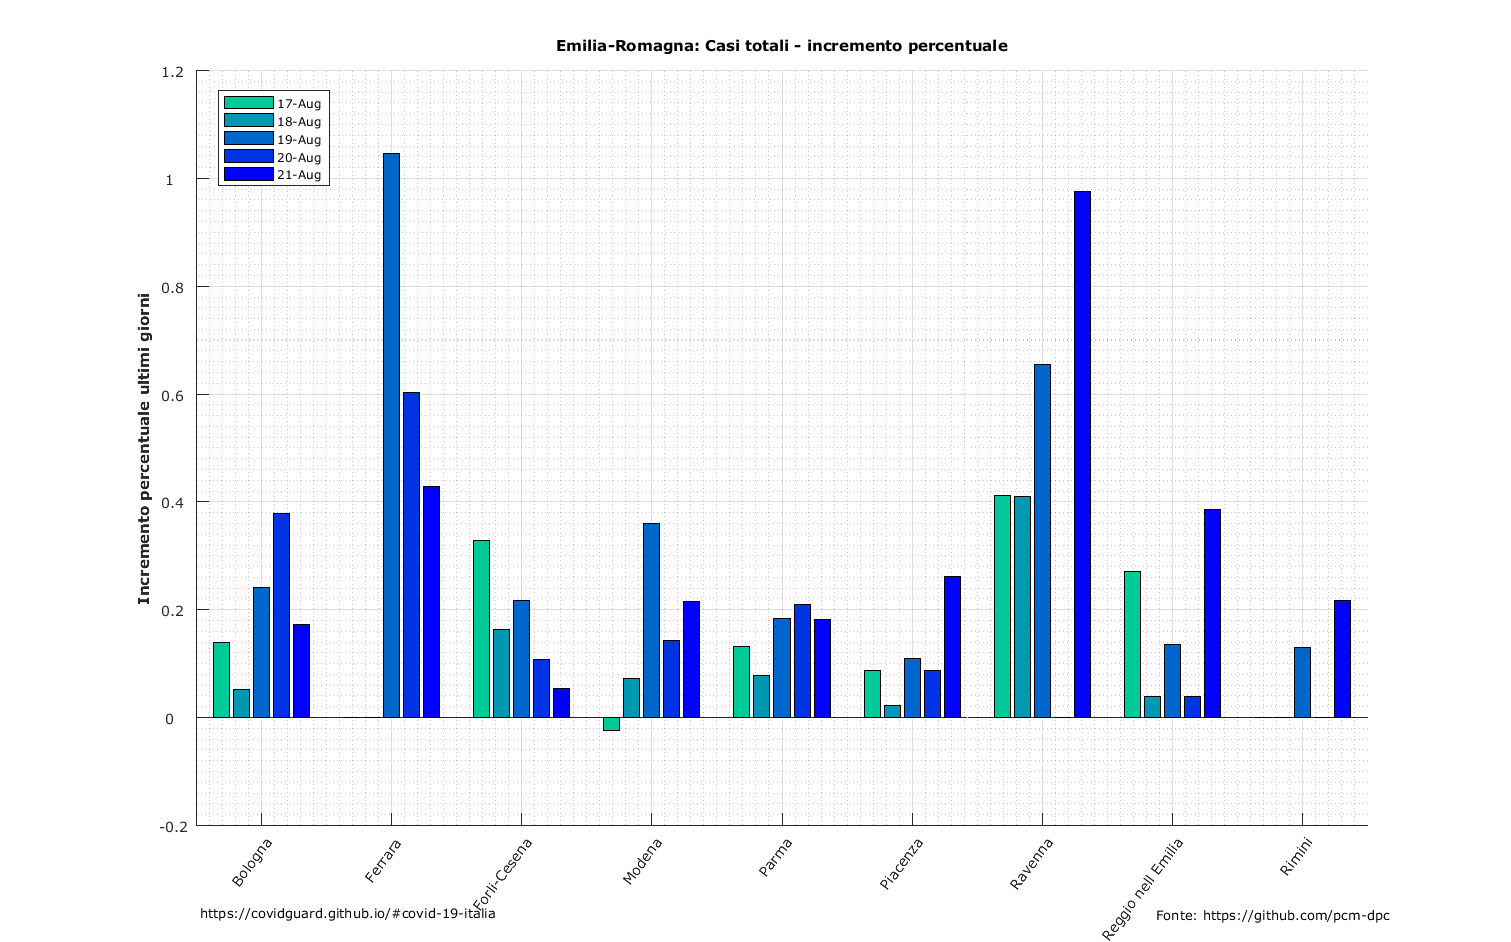 Emilia-Romagna: Casi totali - incremento percentuale
1.2
1
0.8
0.6
0.4
0.2
0
-0.2
Incremento percentuale ultimi giorni
17-Aug
18-Aug
19-Aug
20-Aug
21-Aug
Bologna
Ferrara
Forlì-Cesena
Modena
Parma
Piacenza
Ravenna
Reggio nell Emilia
Rimini
https://covidguard.github.io/#covid-19-italia
Fonte: https://github.com/pcm-dpc